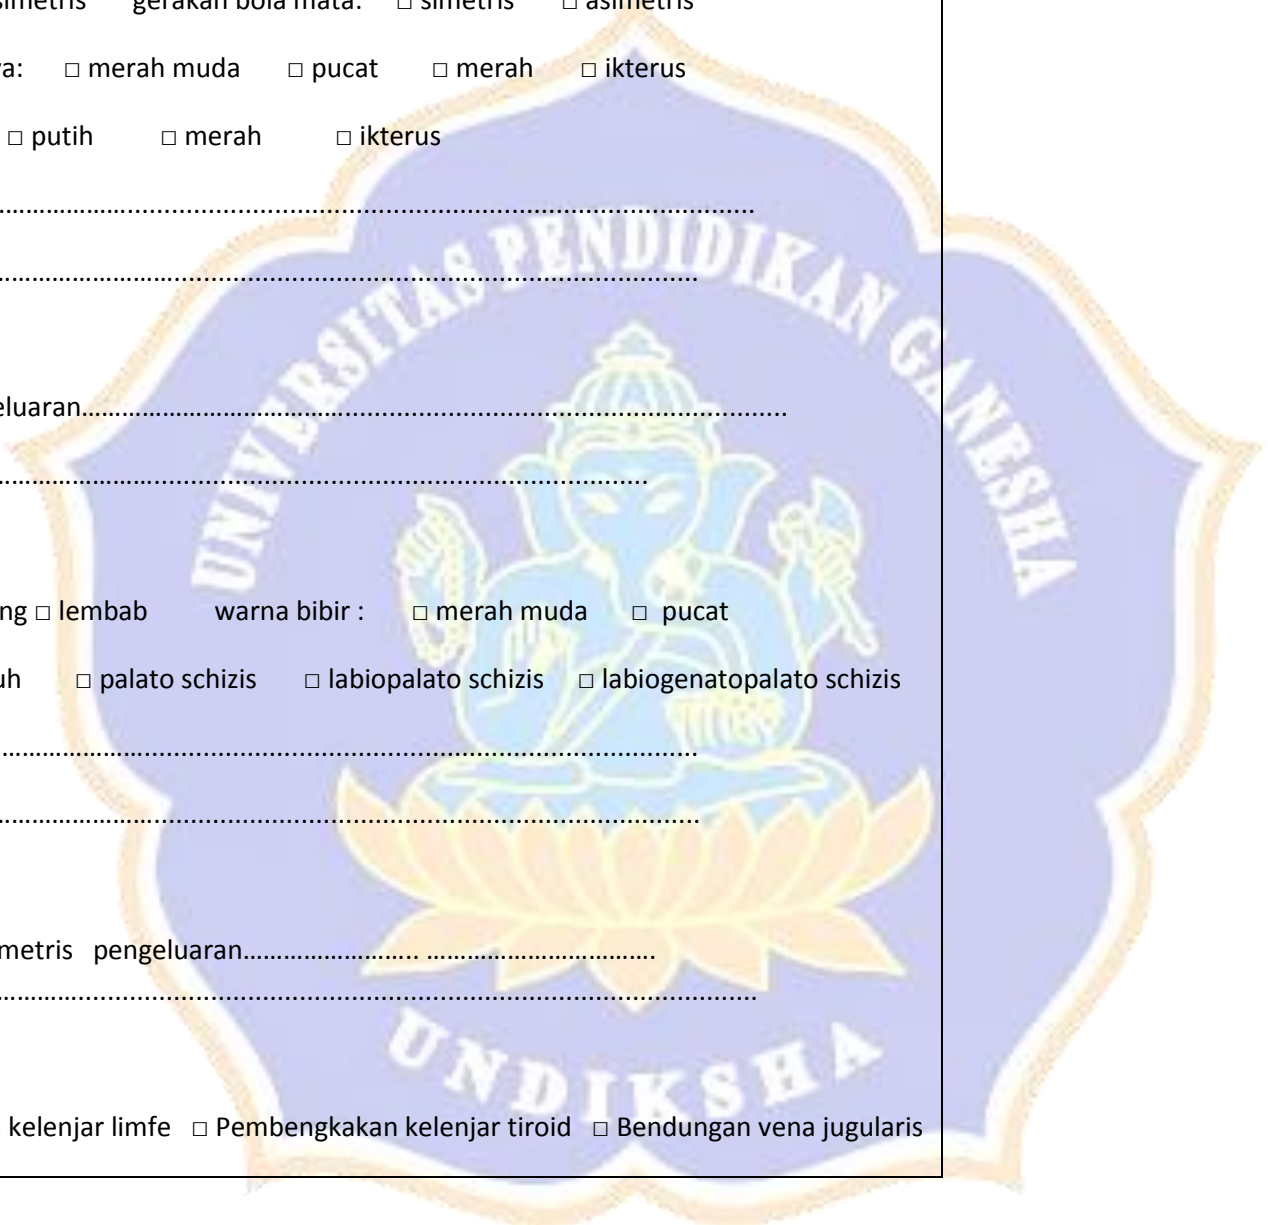 simetris gerakan bola mata: □ simetris □ asimetris
va: □ merah muda □ pucat □ merah □ ikterus
□ putih □ merah □ ikterus
................................................................................
................................................................................
UNIVERSITAS PENDIDIKAN GANESHA
eluaran................................................................................
................................................................................
ng □ lembab warna bibir : □ merah muda □ pucat
uh □ palato schizis □ labiopalato schizis □ labiogenatopalato schizis
................................................................................
................................................................................
metris pengeluaran........................ ................................
................................................................................
UNDIKSHA
kelenjar limfe □ Pembengkakan kelenjar tiroid □ Bendungan vena jugularis